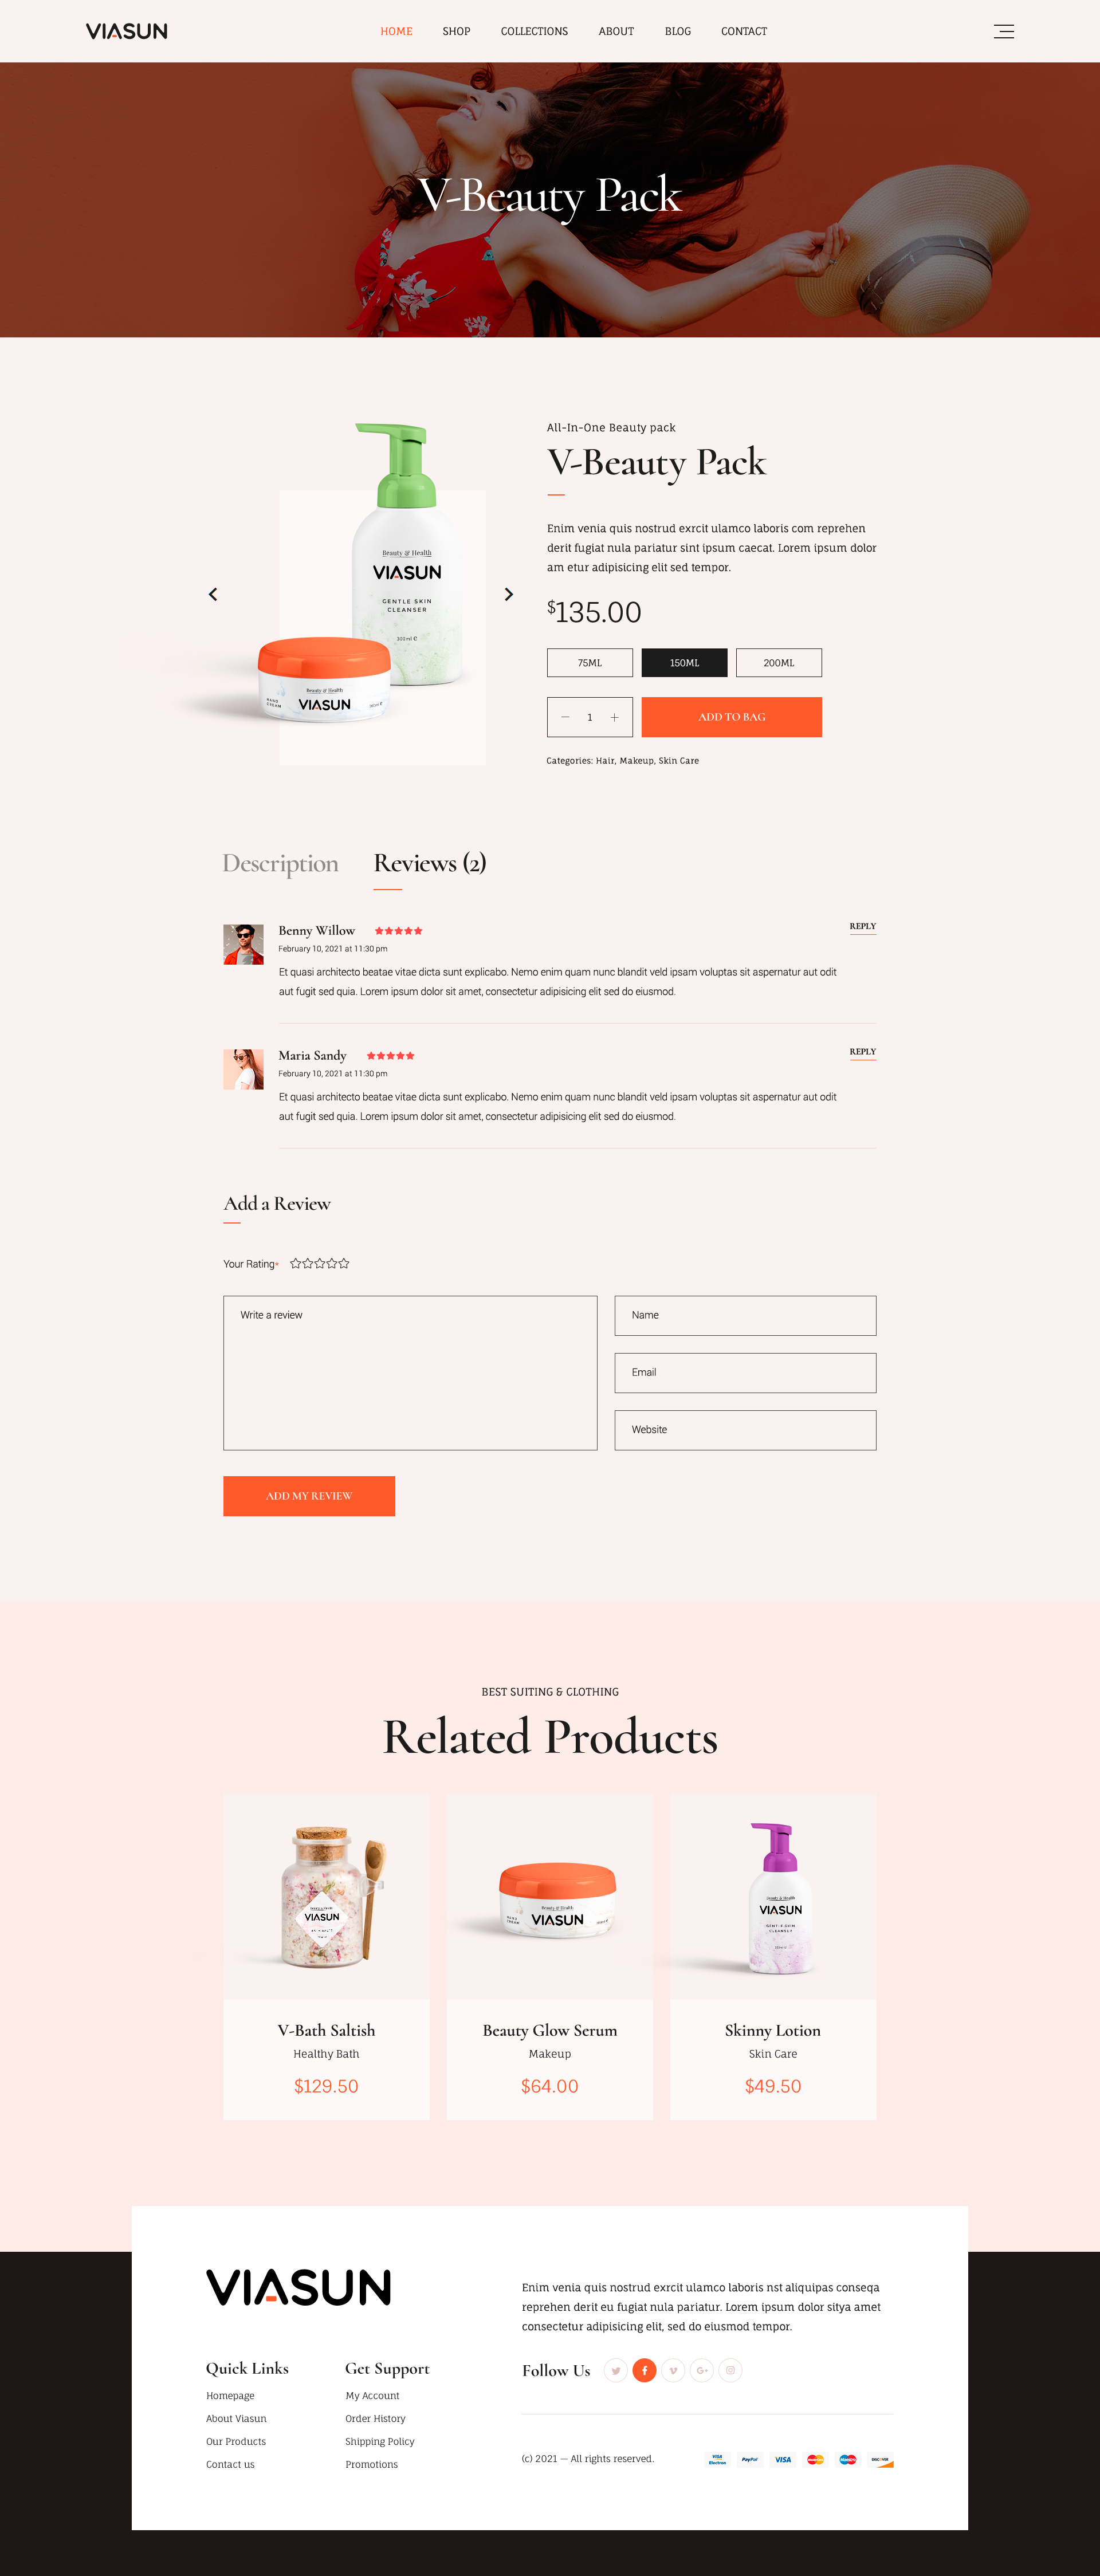 VIASUN
HOME SHOP COLLECTIONS ABOUT BLOG CONTACT
V-Beauty Pack
All-In-One Beauty pack
V-Beauty Pack
Enim venia quis nostrud exrcit ulamco laboris com reprehen
derit fugiat nula pariatur sint ipsum caecat. Lorem ipsum dolor
am etur adipisicing elit sed tempor.
$135.00
75ML 150ML 200ML
1
ADD TO BAG
Categories: Hair, Makeup, Skin Care
Beauty & Health
VIASUN
GENTLE SKIN
CLEANSER
300ml e
Beauty & Health
VIASUN
HAND
CREAM
Description Reviews (2)
Benny Willow
REPLY
February 10, 2021 at 11:30 pm
Et quasi architecto beatae vitae dicta sunt explicabo. Nemo enim quam nunc blandit veld ipsam voluptas sit aspernatur aut odit
aut fugit sed quia. Lorem ipsum dolor sit amet, consectetur adipisicing elit sed do eiusmod.
Maria Sandy
REPLY
February 10, 2021 at 11:30 pm
Et quasi architecto beatae vitae dicta sunt explicabo. Nemo enim quam nunc blandit veld ipsam voluptas sit aspernatur aut odit
aut fugit sed quia. Lorem ipsum dolor sit amet, consectetur adipisicing elit sed do eiusmod.
Add a Review
Your Rating*
Write a review
Name
Email
Website
ADD MY REVIEW
BEST SUITING & CLOTHING
Related Products
VIASUN
Beauty & Health
VIASUN
HAND
CREAM
Beauty & Health
VIASUN
GENTLE SKIN
CLEANSER
V-Bath Saltish
Healthy Bath
$129.50
Beauty Glow Serum
Makeup
$64.00
Skinny Lotion
Skin Care
$49.50
VIASUN
Quick Links
Homepage
About Viasun
Our Products
Contact us
Get Support
My Account
Order History
Shipping Policy
Promotions
Enim venia quis nostrud exrcit ulamco laboris nst aliquipas conseqa
reprehen derit eu fugiat nula pariatur. Lorem ipsum dolor sitya amet
consectetur adipisicing elit, sed do eiusmod tempor.
Follow Us
(c) 2021 — All rights reserved.
VISA Electron
PayPal
VISA
DISCOVER